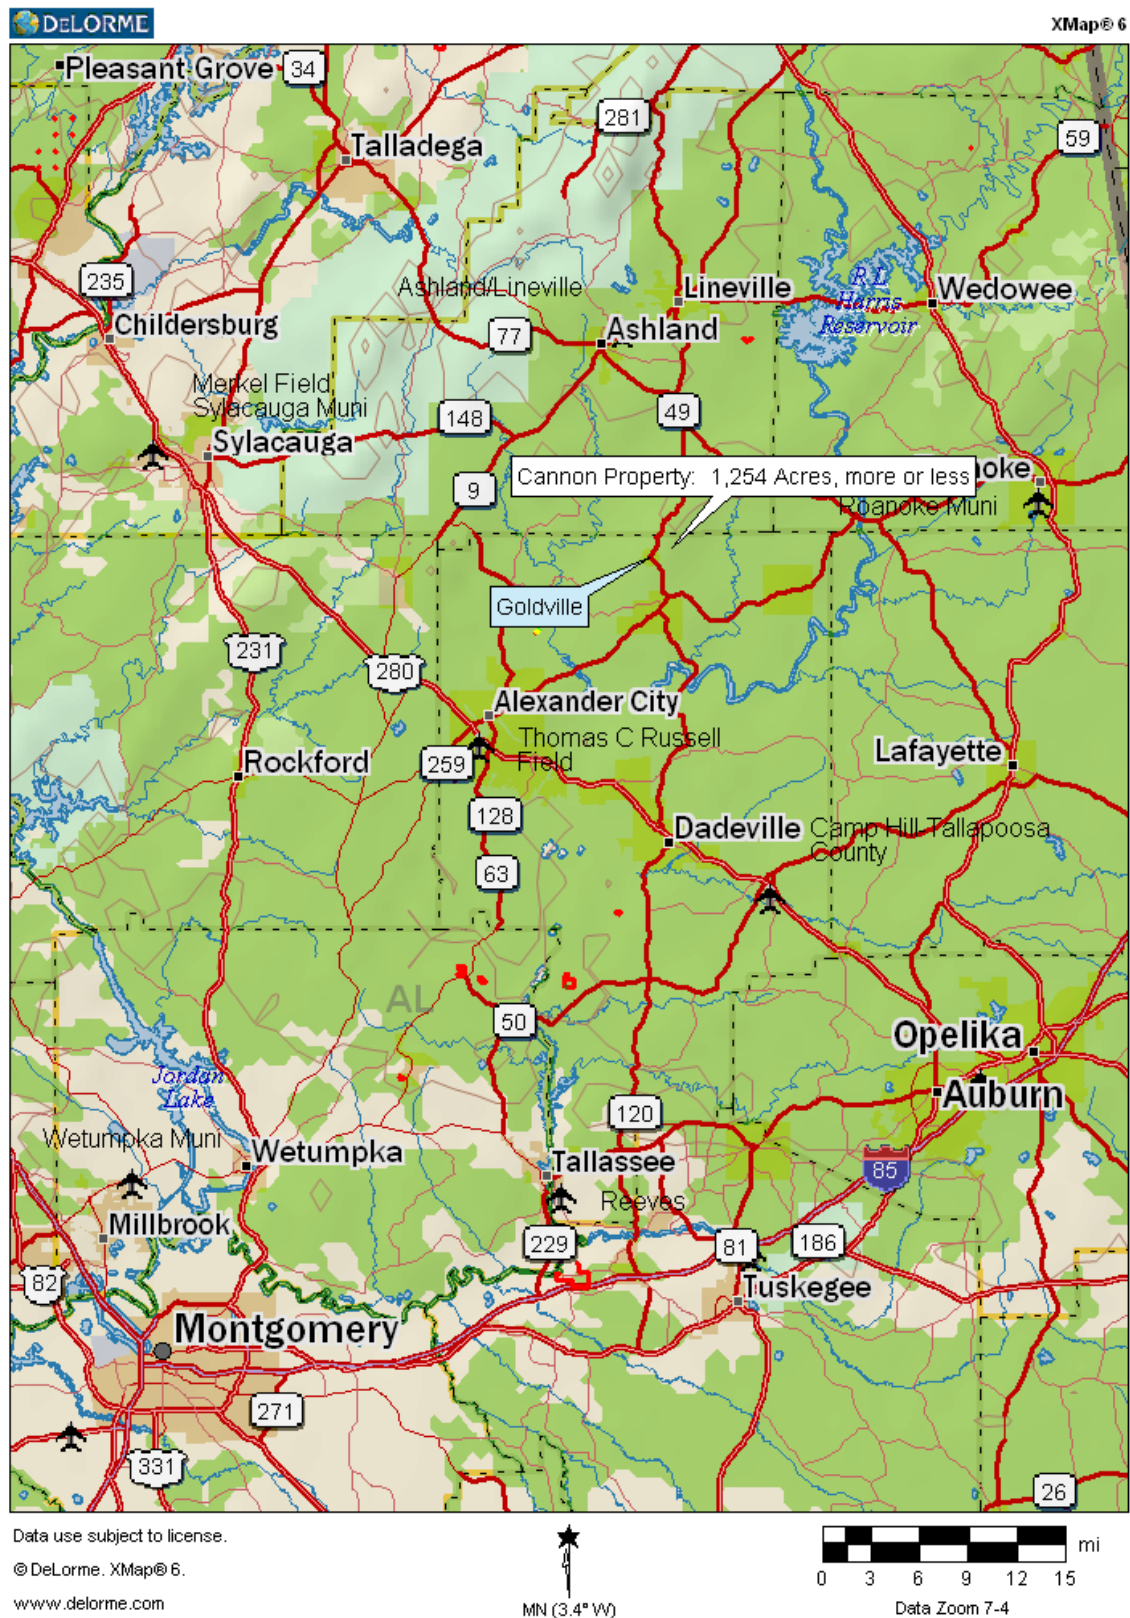 DELORME
XMap® 6
Pleasant Grove
34
281
59
Talladega
235
Ashland/Lineville
Lineville
R L
Harris
Reservoir
Wedowee
Childersburg
77
Ashland
Merkel Field
Sylacauga Muni
148
49
Sylacauga
Cannon Property: 1,254 Acres, more or less
oke
9
Roanoke Muni
Goldville
231
280
Alexander City
Thomas C Russell
Field
Lafayette
Rockford
259
128
Dadeville
Camp Hill-Tallapoosa
County
63
AL
50
Opelika
Jordan
Lake
Auburn
120
Wetumpka Muni
Wetumpka
Tallassee
85
Reeves
Millbrook
229
81
186
82
Tuskegee
Montgomery
271
331
26
Data use subject to license.
© DeLorme. XMap® 6.
www.delorme.com
MN (3.4° W)
mi
0 3 6 9 12 15
Data Zoom 7-4